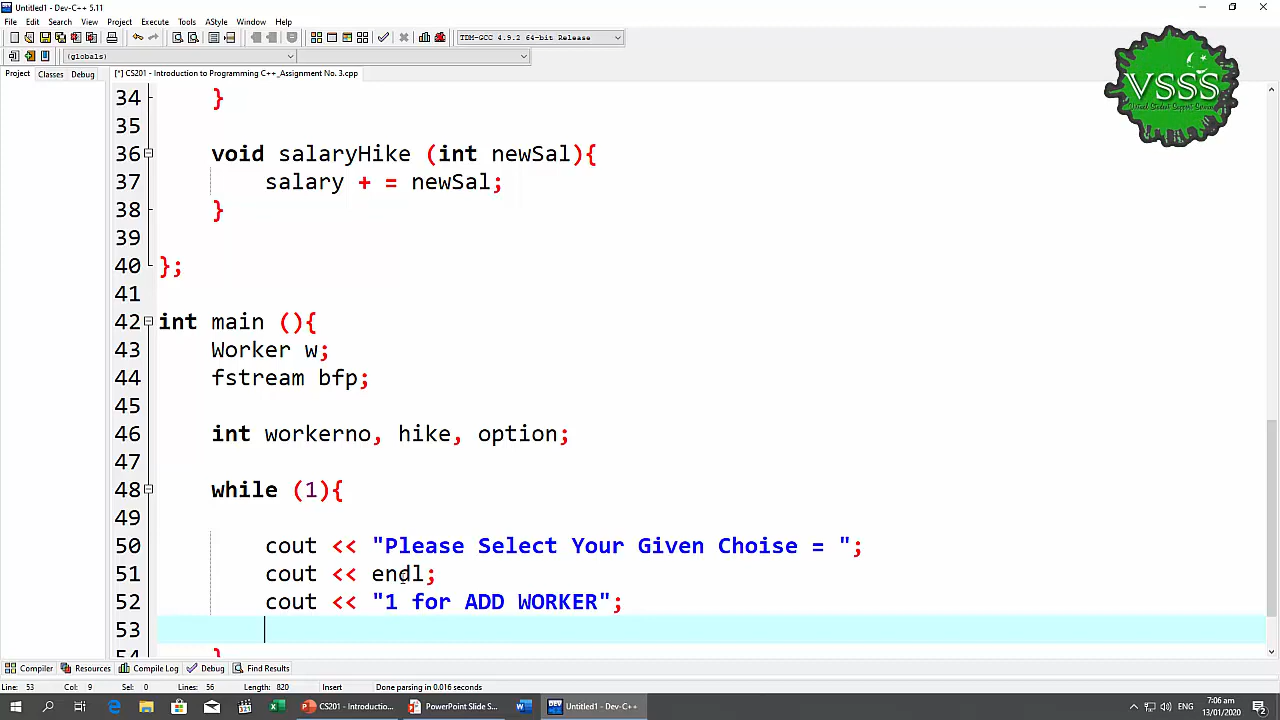 Untitled1 - Dev-C++ 5.11
File Edit Search View Project Execute Tools AStyle Window Help
TDM-GCC 4.9.2 64-bit Release
(globals)
Project Classes Debug
[*] CS201 - Introduction to Programming C++_Assignment No. 3.cpp
VSSS
Virtual Student Support Services
34 }
35
36 void salaryHike (int newSal){
37 salary + = newSal;
38 }
39
40 };
41
42 int main (){
43 Worker w;
44 fstream bfp;
45
46 int workerno, hike, option;
47
48 while (1){
49
50 cout << "Please Select Your Given Choise = ";
51 cout << endl;
52 cout << "1 for ADD WORKER";
53
54 }
Compiler Resources Compile Log Debug Find Results
Line: 53 Col: 9 Sel: 0 Lines: 56 Length: 820 Insert Done parsing in 0.016 seconds
CS201 - Introductio... PowerPoint Slide S... Untitled1 - Dev-C++ ENG 7:06 am
13/01/2020